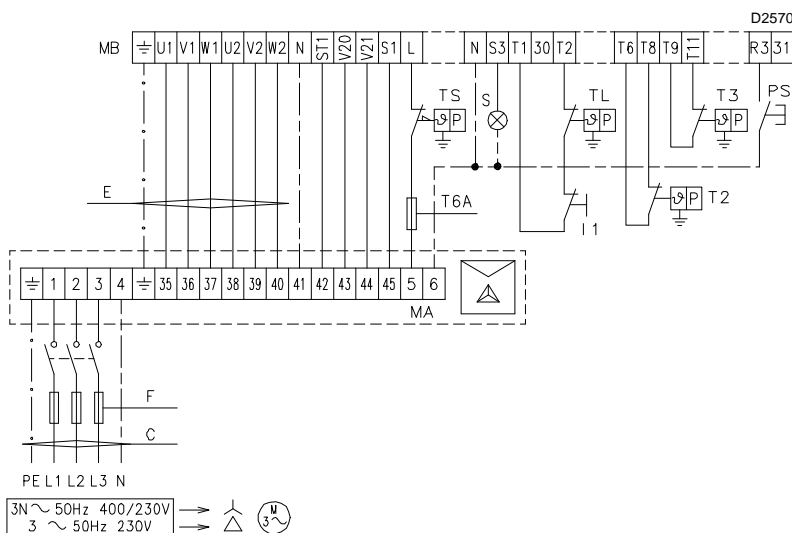 D2570
MB ⏚ U1 V1 W1 U2 V2 W2 N ST1 V20 V21 S1 L N S3 T1 30 T2 T6 T8 T9 T11 R3 31
TS S TL T3 PS
ϑ P ϑ P ϑ P
E T6A I1 ϑ P T2
⏚ 1 2 3 4 ⏚ 35 36 37 38 39 40 41 42 43 44 45 5 6
MA
F
C
PE L1 L2 L3 N
3N ~ 50Hz 400/230V
3 ~ 50Hz 230V
M
3~